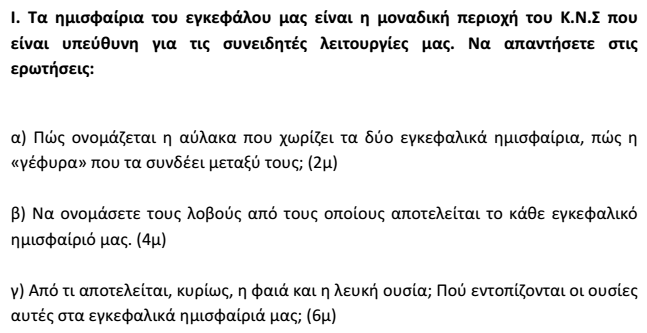 Ι. Τα ημισφαίρια του εγκεφάλου μας είναι η μοναδική περιοχή του Κ.Ν.Σ που
είναι υπεύθυνη για τις συνειδητές λειτουργίες μας. Να απαντήσετε στις
ερωτήσεις:
α) Πώς ονομάζεται η αύλακα που χωρίζει τα δύο εγκεφαλικά ημισφαίρια, πώς η
«γέφυρα» που τα συνδέει μεταξύ τους; (2μ)
β) Να ονομάσετε τους λοβούς από τους οποίους αποτελείται το κάθε εγκεφαλικό
ημισφαίριό μας. (4μ)
γ) Από τι αποτελείται, κυρίως, η φαιά και η λευκή ουσία; Πού εντοπίζονται οι ουσίες
αυτές στα εγκεφαλικά ημισφαίριά μας; (6μ)